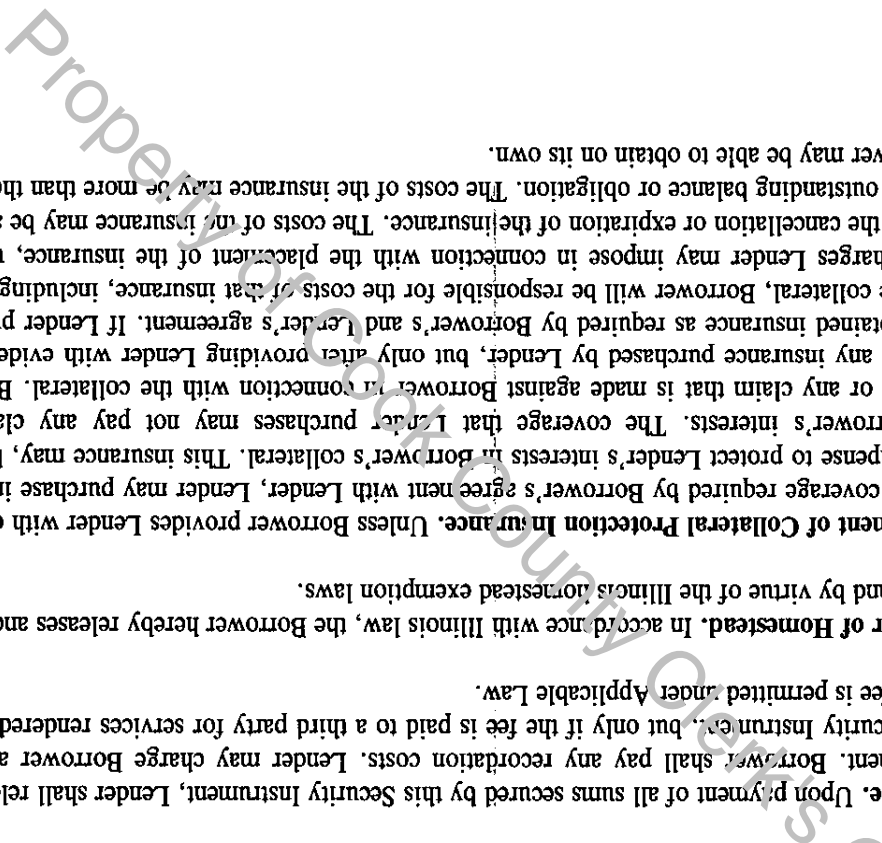 e. Upon payment of all sums secured by this Security Instrument, Lender shall rel
ment. Borrower shall pay any recordation costs. Lender may charge Borrower a
curity Instrument, but only if the fee is paid to a third party for services rendered
ee is permitted under Applicable Law.
r of Homestead. In accordance with Illinois law, the Borrower hereby releases and
and by virtue of the Illinois homestead exemption laws.
ment of Collateral Protection Insurance. Unless Borrower provides Lender with
coverage required by Borrower's agreement with Lender, Lender may purchase in
pense to protect Lender's interests in Borrower's collateral. This insurance may,
rrower's interests. The coverage that Lender purchases may not pay any cla
or any claim that is made against Borrower in connection with the collateral. B
any insurance purchased by Lender, but only after providing Lender with evide
tained insurance as required by Borrower's and Lender's agreement. If Lender p
collateral, Borrower will be responsible for the costs of that insurance, including
harges Lender may impose in connection with the placement of the insurance,
the cancellation or expiration of the insurance. The costs of the insurance may be
outstanding balance or obligation. The costs of the insurance may be more than th
wer may be able to obtain on its own.
Property of Cook County Clerk's